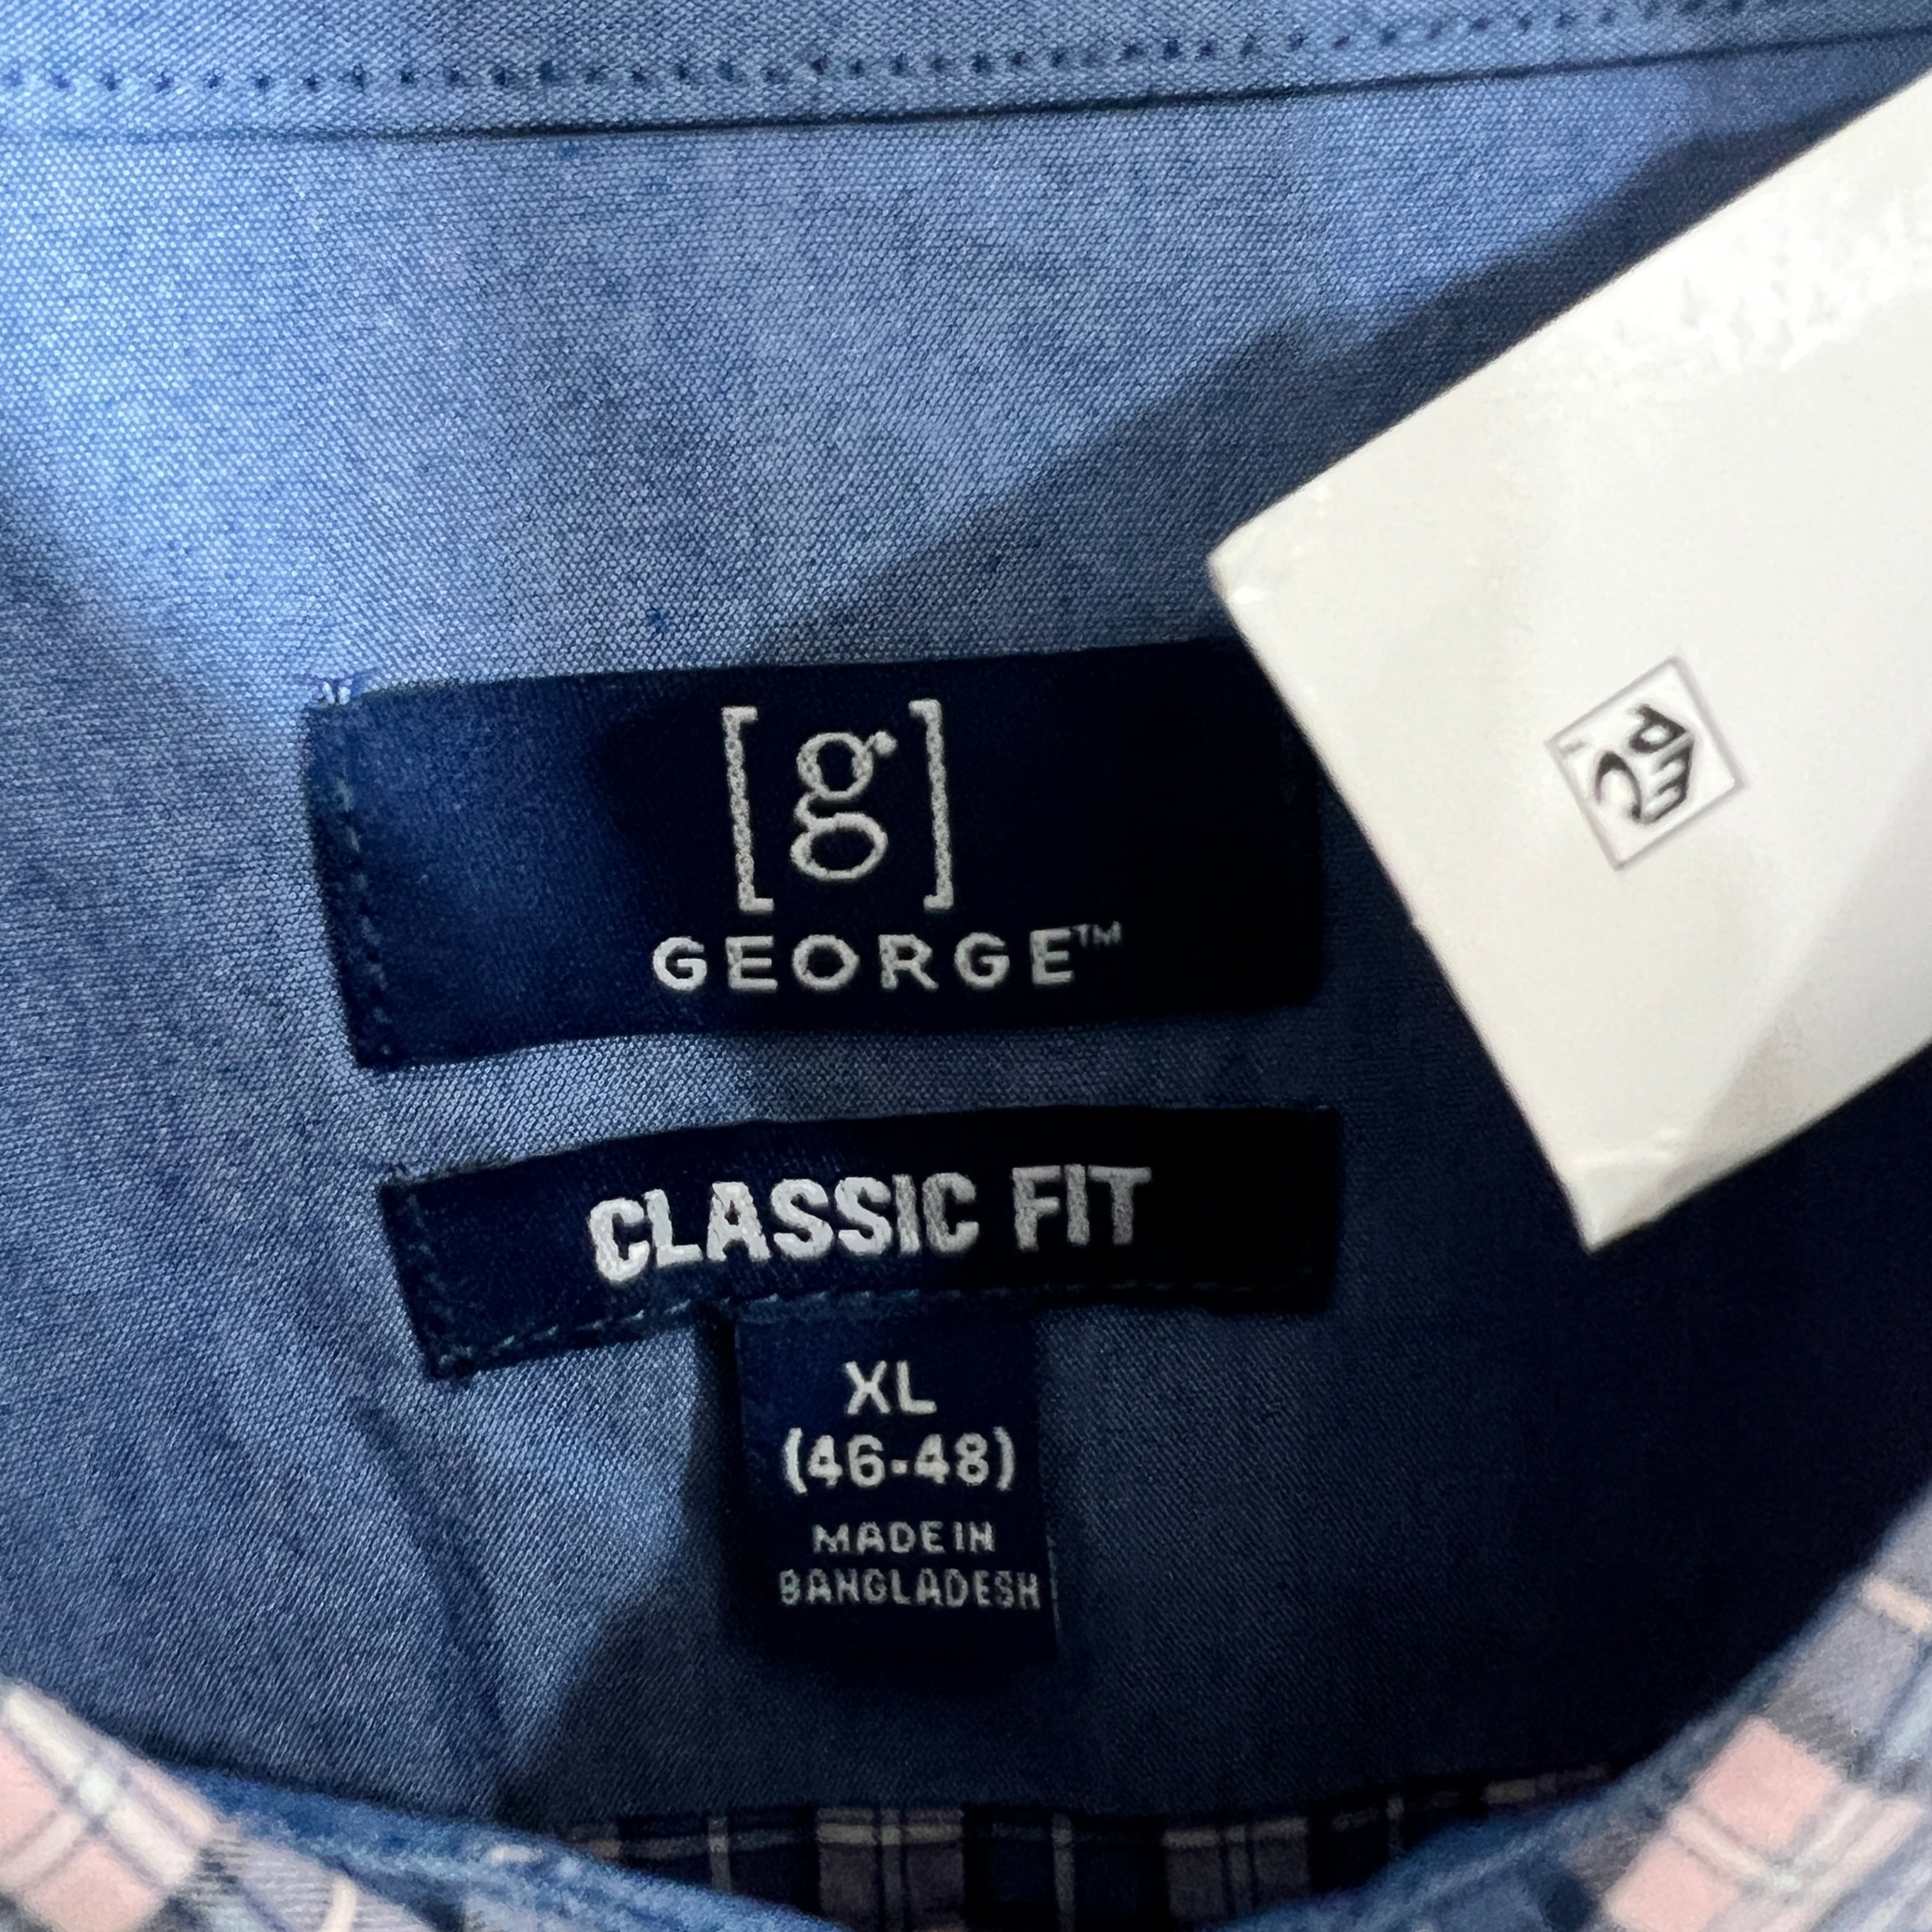 [g]
GEORGE™
CLASSIC FIT
XL
(46-48)
MADE IN
BANGLADESH